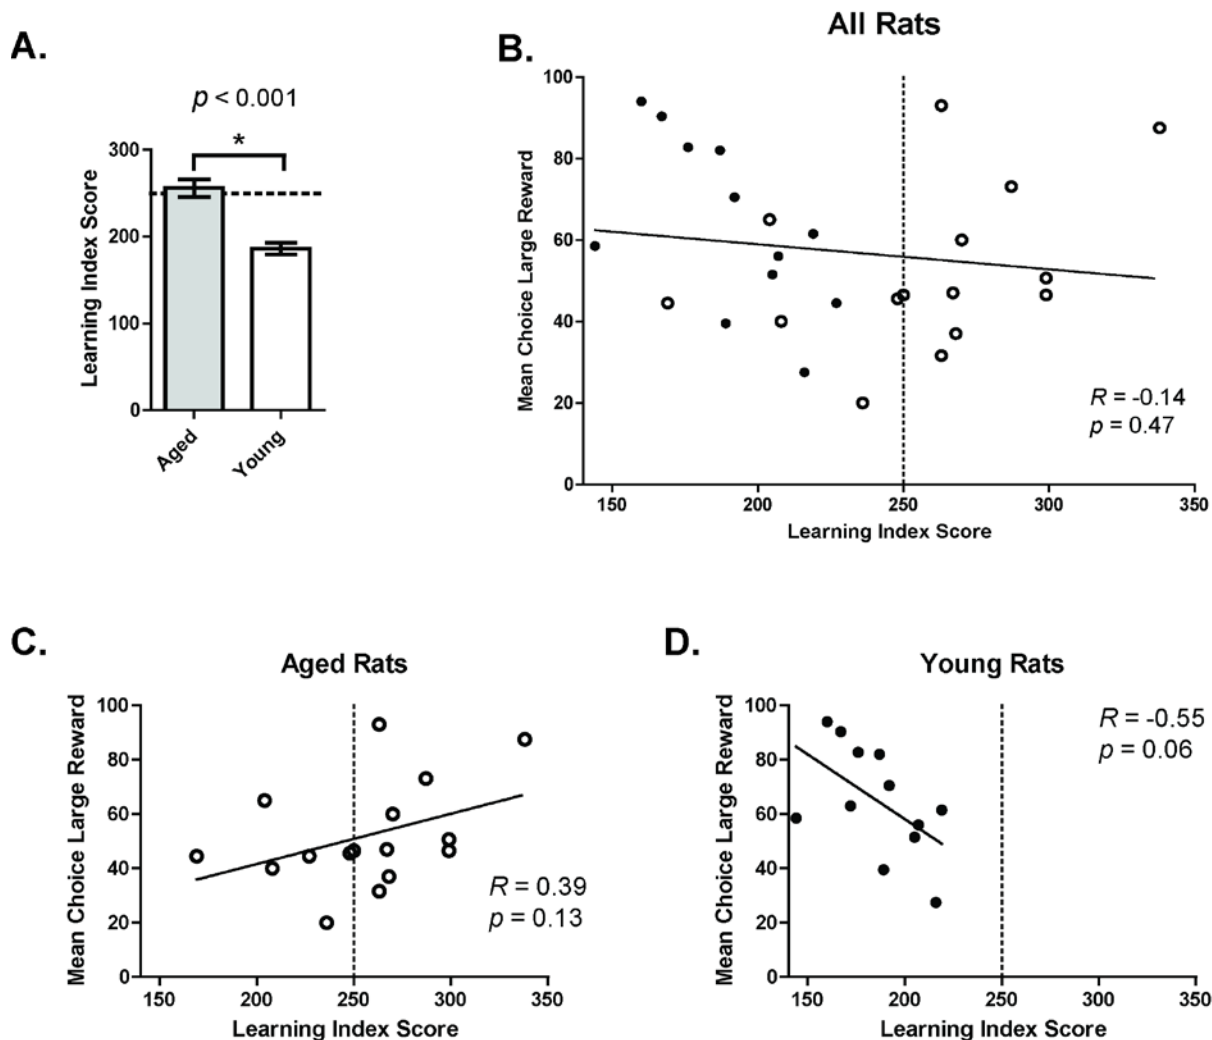 A.
p < 0.001
*
300
200
100
0
Learning Index Score
Aged
Young
B.
All Rats
100
80
60
40
20
0
Mean Choice Large Reward
R = -0.14
p = 0.47
150
200
250
300
350
Learning Index Score
C.
Aged Rats
100
80
60
40
20
0
Mean Choice Large Reward
R = 0.39
p = 0.13
150
200
250
300
350
Learning Index Score
D.
Young Rats
100
80
60
40
20
0
Mean Choice Large Reward
R = -0.55
p = 0.06
150
200
250
300
350
Learning Index Score